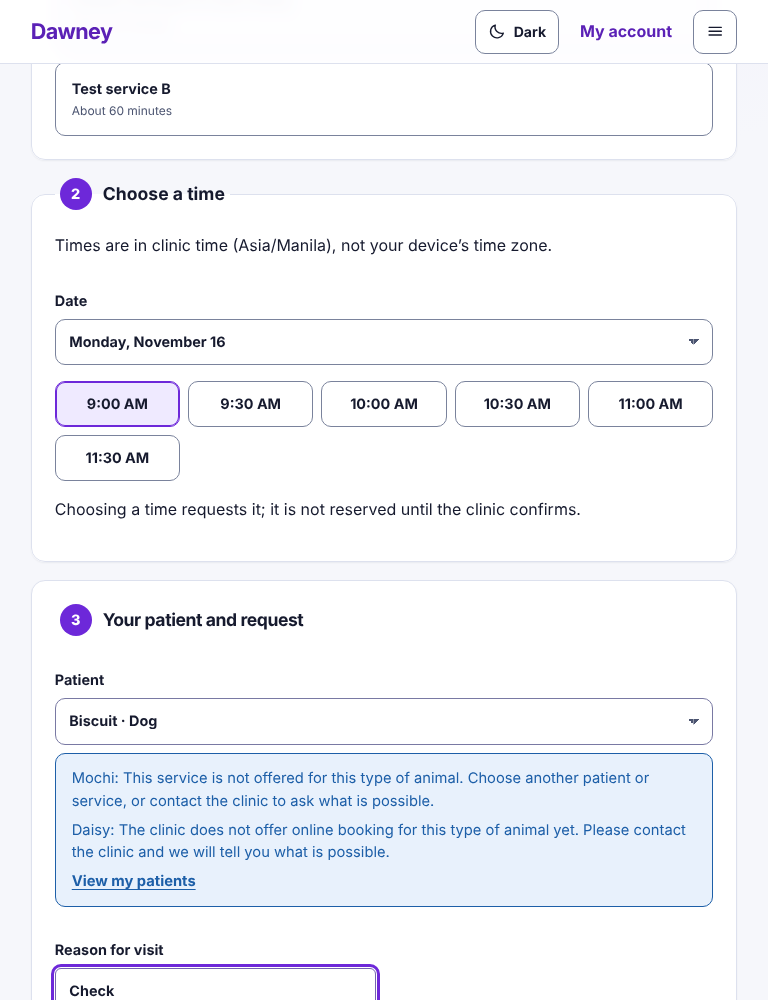 Dawney
Dark
My account
Test service B
About 60 minutes
2
Choose a time
Times are in clinic time (Asia/Manila), not your device’s time zone.
Date
Monday, November 16
9:00 AM
9:30 AM
10:00 AM
10:30 AM
11:00 AM
11:30 AM
Choosing a time requests it; it is not reserved until the clinic confirms.
3
Your patient and request
Patient
Biscuit · Dog
Mochi: This service is not offered for this type of animal. Choose another patient or
service, or contact the clinic to ask what is possible.
Daisy: The clinic does not offer online booking for this type of animal yet. Please contact
the clinic and we will tell you what is possible.
View my patients
Reason for visit
Check